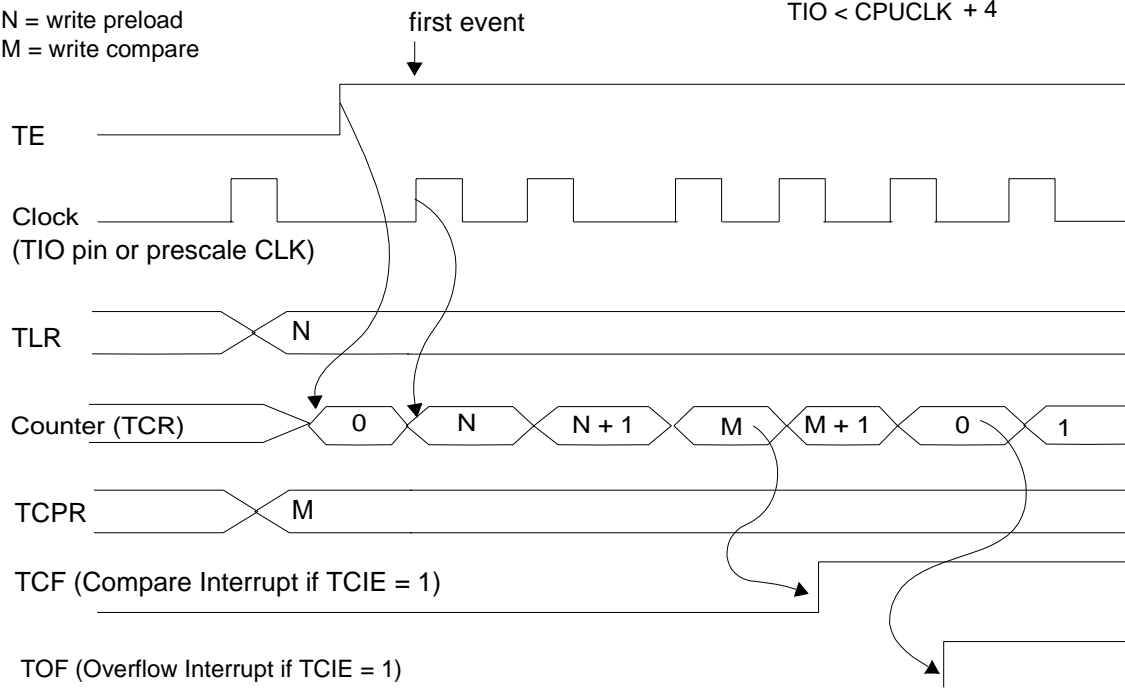 N = write preload
M = write compare
first event
TIO < CPUCLK + 4
TE
Clock
(TIO pin or prescale CLK)
TLR
N
Counter (TCR)
0
N
N + 1
M
M + 1
0
1
TCPR
M
TCF (Compare Interrupt if TCIE = 1)
TOF (Overflow Interrupt if TCIE = 1)